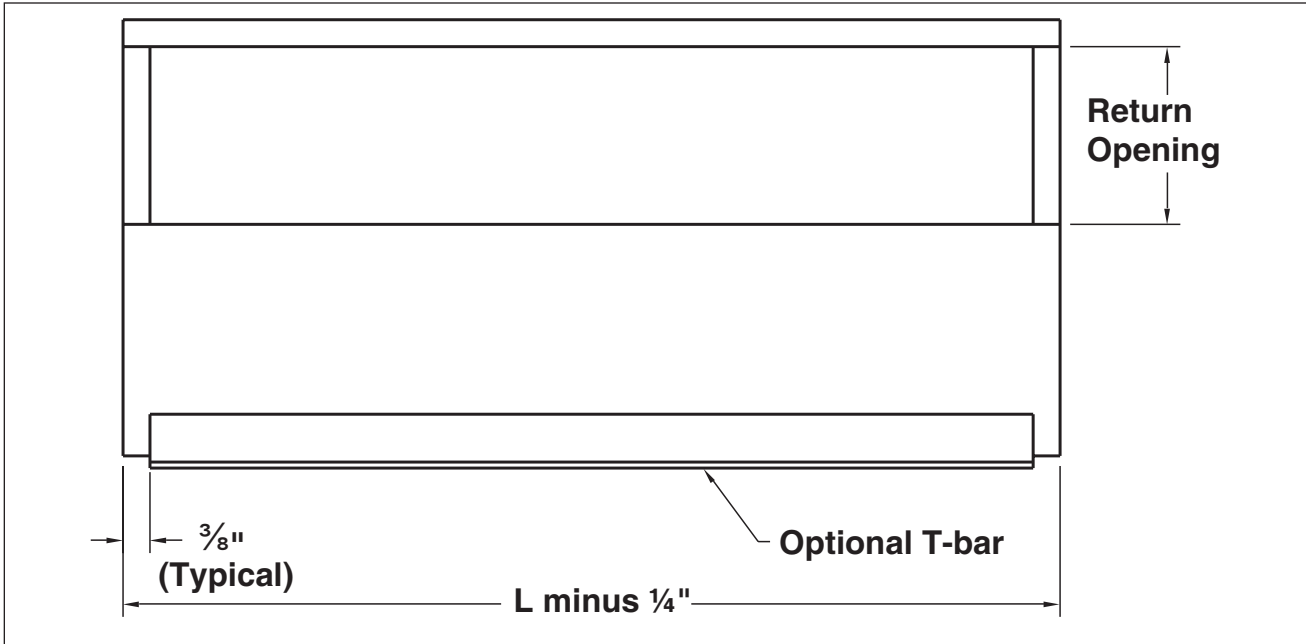 Return
Opening
⅜"
(Typical)
Optional T-bar
L minus ¼"